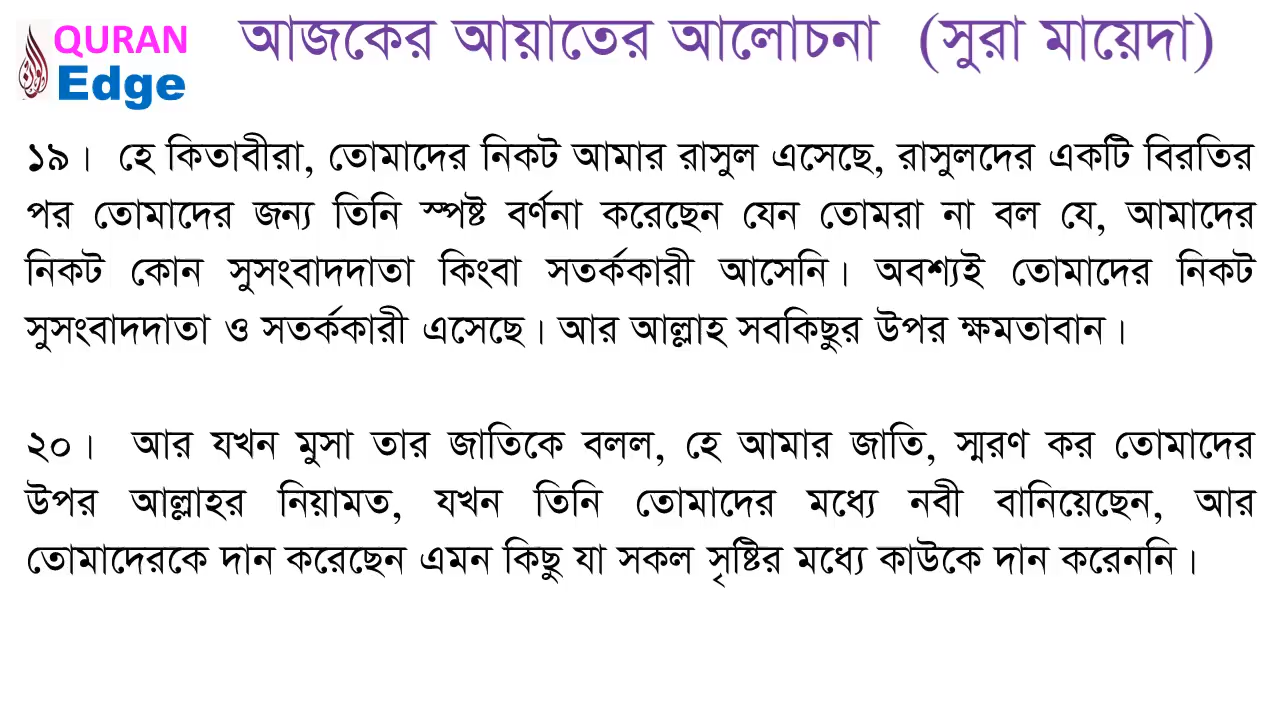 QURAN
Edge
আজকের আয়াতের আলোচনা (সুরা মায়েদা)
১৯। হে কিতাবীরা, তোমাদের নিকট আমার রাসুল এসেছে, রাসুলদের একটি বিরতির
পর তোমাদের জন্য তিনি স্পষ্ট বর্ণনা করেছেন যেন তোমরা না বল যে, আমাদের
নিকট কোন সুসংবাদদাতা কিংবা সতর্ককারী আসেনি। অবশ্যই তোমাদের নিকট
সুসংবাদদাতা ও সতর্ককারী এসেছে। আর আল্লাহ সবকিছুর উপর ক্ষমতাবান।
২০। আর যখন মুসা তার জাতিকে বলল, হে আমার জাতি, স্মরণ কর তোমাদের
উপর আল্লাহর নিয়ামত, যখন তিনি তোমাদের মধ্যে নবী বানিয়েছেন, আর
তোমাদেরকে দান করেছেন এমন কিছু যা সকল সৃষ্টির মধ্যে কাউকে দান করেননি।